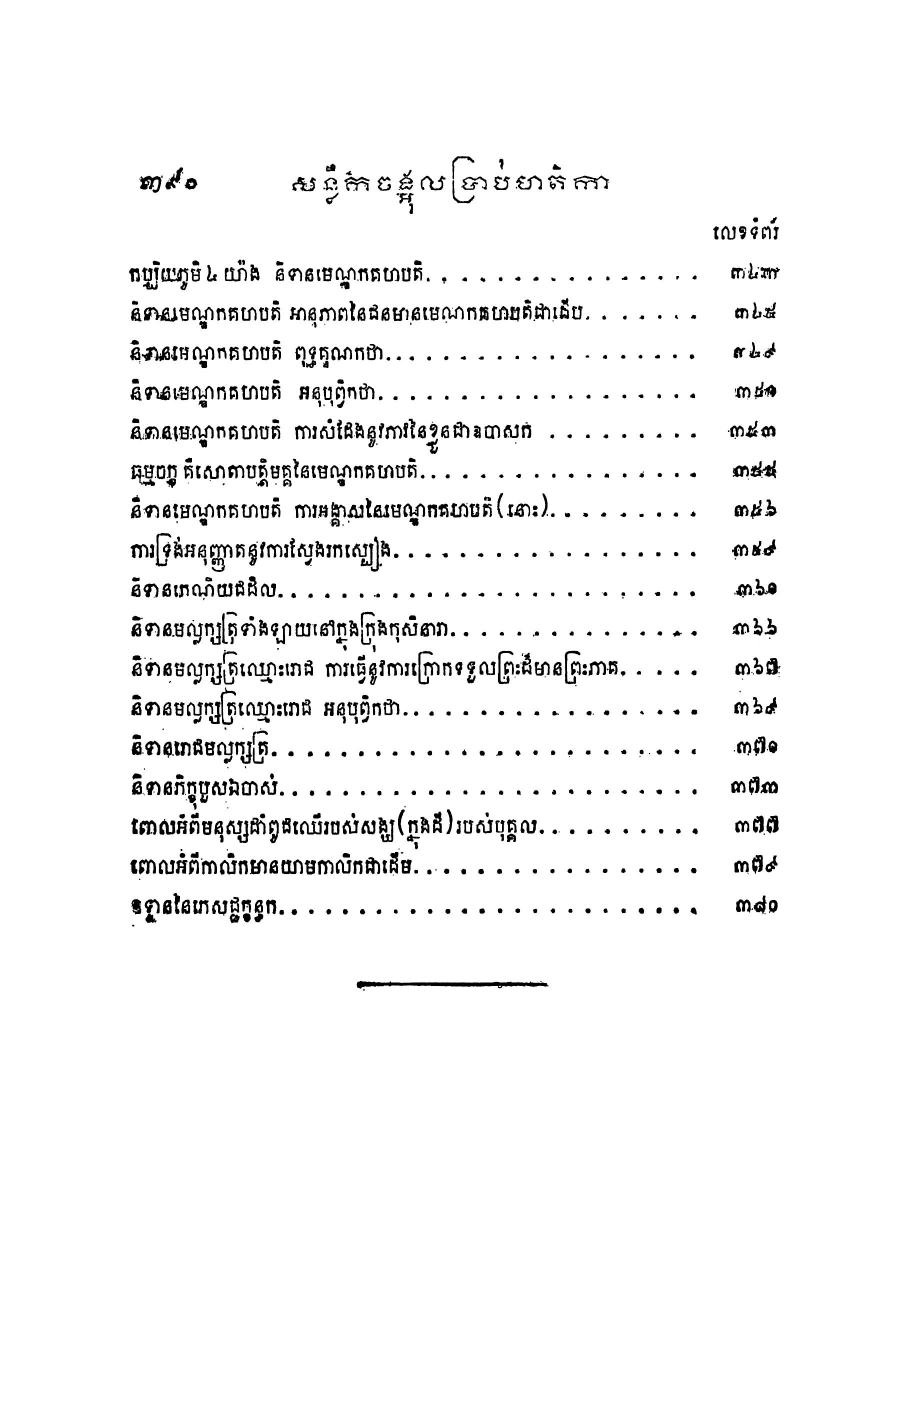 ៣៩០ សន្លឹកចង្អុលប្រាប់មាតិកា
លេខទំព័រ
កប្បិយភូមិ ៤ យ៉ាង និទានមេណ្ឌកគហបតិ. . . . . . . . . . . . . . ៣៤៣
និទានមេណ្ឌកគហបតិ អានុភាពនៃជនមានមេណ្ឌកគហបតិជាដើម. . . . . . . ៣៤៥
និទានមេណ្ឌកគហបតិ ពុទ្ធគុណកថា. . . . . . . . . . . . . . . . ៣៤៩
និទានមេណ្ឌកគហបតិ អនុបុព្វិកថា. . . . . . . . . . . . . . . . . ៣៥១
និទានមេណ្ឌកគហបតិ ការសំដែងនូវភាវនៃខ្លួនជាឧបាសក . . . . . . . . ៣៥៣
ធម្មចក្ខុ គឺសោតាបត្តិមគ្គនៃមេណ្ឌកគហបតិ. . . . . . . . . . . . . . . ៣៥៥
និទានមេណ្ឌកគហបតិ ការអង្គាសនៃមេណ្ឌកគហបតី(នោះ). . . . . . . . ៣៥៦
ការទ្រង់អនុញ្ញាតនូវការស្វែងរកស្បៀង. . . . . . . . . . . . . . . . ៣៥៩
និទានកេណិយជដិល. . . . . . . . . . . . . . . . . . . . . . ៣៦១
និទានមល្លក្សត្រទាំងឡាយនៅក្នុងក្រុងកុសិនារា. . . . . . . . . . . . . ៣៦៦
និទានមល្លក្សត្រឈ្មោះរោជ ការធ្វើនូវការក្រោកទទួលព្រះដ៏មានព្រះភាគ. . . . . ៣៦៧
និទានមល្លក្សត្រឈ្មោះរោជ អនុបុព្វិកថា. . . . . . . . . . . . . . . . ៣៦៩
និទានរោជមល្លក្សត្រ. . . . . . . . . . . . . . . . . . . . . . ៣៧១
និទានភិក្ខុបួសឯចាស់. . . . . . . . . . . . . . . . . . . . . . ៣៧៣
ពោលអំពីមនុស្សដាំពូជឈើរបស់សង្ឃ(ក្នុងដី)របស់បុគ្គល. . . . . . . . . ៣៧៧
ពោលអំពីកាលិកមានយាមកាលិកជាដើម. . . . . . . . . . . . . . . ៣៧៩
ឧទ្ទាននៃភេសជ្ជក្ខន្ធក. . . . . . . . . . . . . . . . . . . . . . ៣៨០